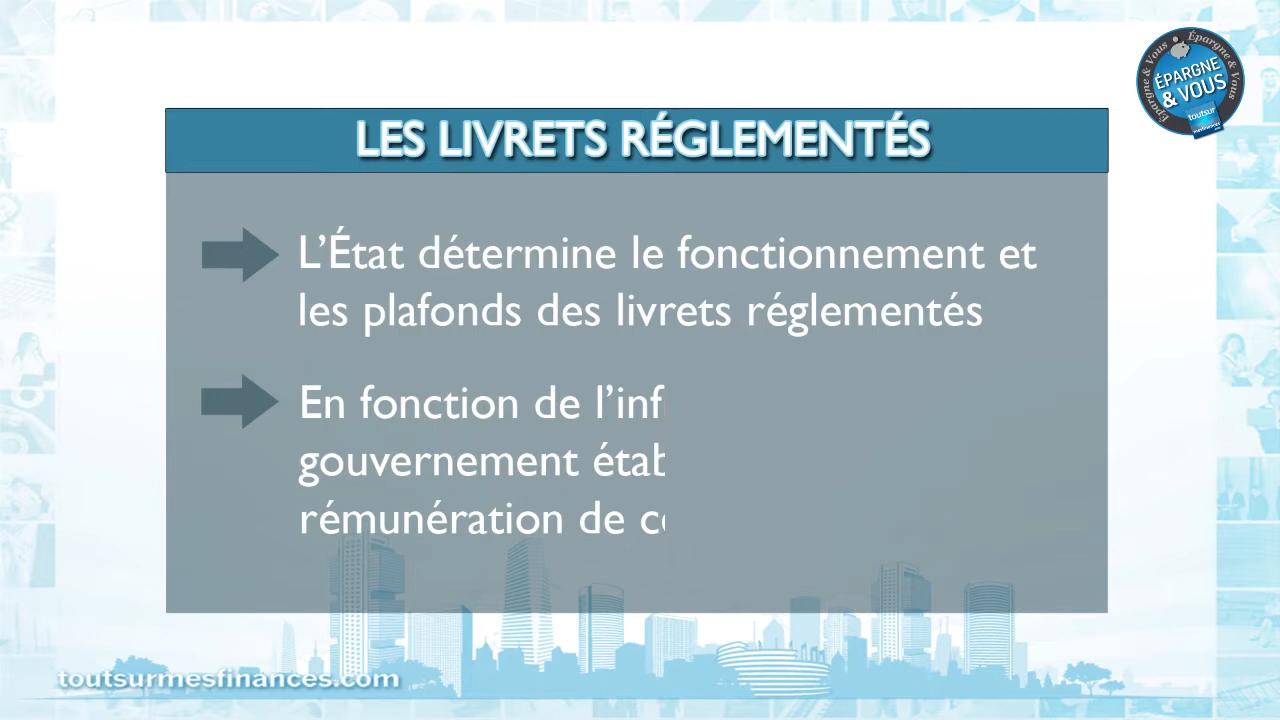 LES LIVRETS RÉGLEMENTÉS
L’État détermine le fonctionnement et
les plafonds des livrets réglementés
En fonction de l’inf
gouvernement étab
rémunération de
Épargne & Vous Épargne & Vous
ÉPARGNE
& VOUS
toutsur
mesfinances
toutsurmesfinances.com